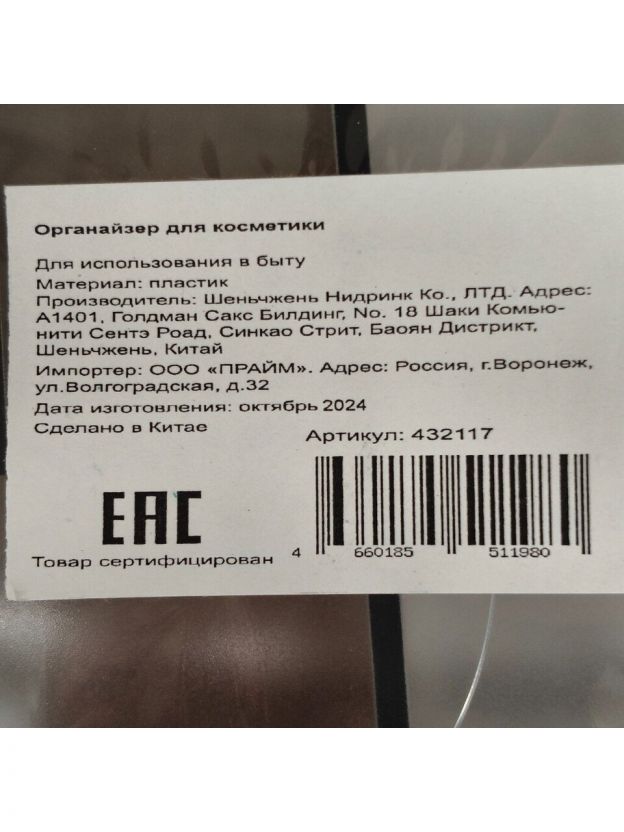 Органайзер для косметики
Для использования в быту
Материал: пластик
Производитель: Шеньчжень Нидринк Ко., ЛТД. Адрес:
А1401, Голдман Сакс Билдинг, No. 18 Шаки Комью-
нити Сентэ Роад, Синкао Стрит, Баоян Дистрикт,
Шеньчжень, Китай
Импортер: ООО «ПРАЙМ». Адрес: Россия, г.Воронеж,
ул.Волгоградская, д.32
Дата изготовления: октябрь 2024
Сделано в Китае
Артикул: 432117
ЕАС
Товар сертифицирован
4 660185 511980